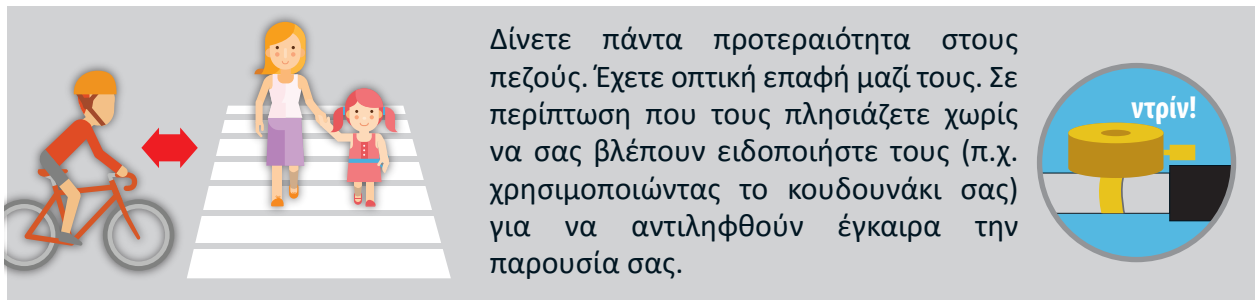 Δίνετε πάντα προτεραιότητα στους
πεζούς. Έχετε οπτική επαφή μαζί τους. Σε
περίπτωση που τους πλησιάζετε χωρίς
να σας βλέπουν ειδοποιήστε τους (π.χ.
χρησιμοποιώντας το κουδουνάκι σας)
για να αντιληφθούν έγκαιρα την
παρουσία σας.
ντρίν!